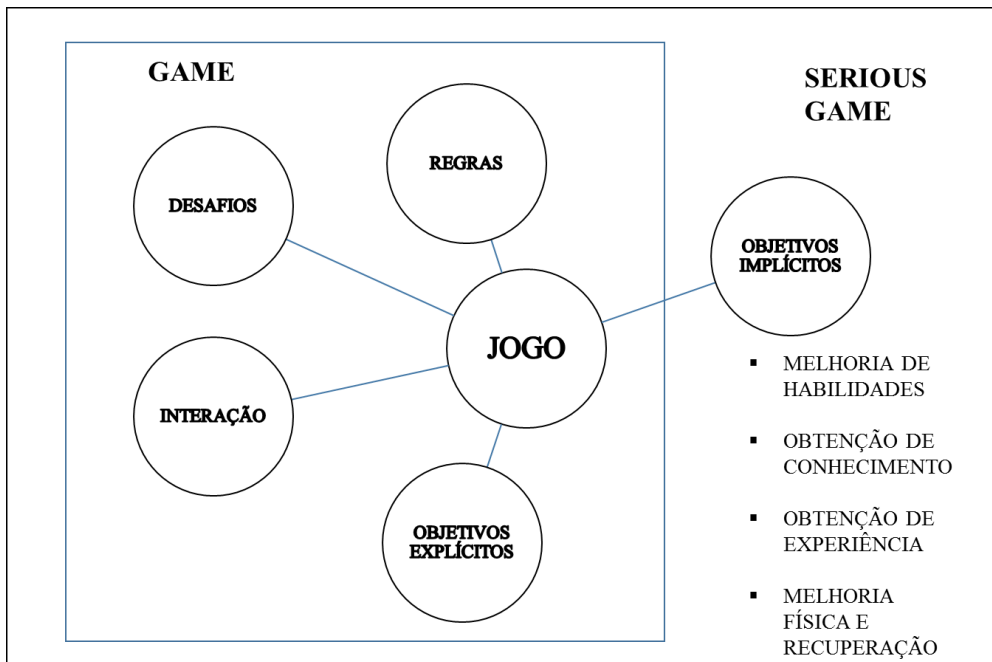 GAME
DESAFIOS
REGRAS
INTERAÇÃO
JOGO
OBJETIVOS
EXPLÍCITOS
SERIOUS
GAME
OBJETIVOS
IMPLÍCITOS
▪ MELHORIA DE
HABILIDADES
▪ OBTENÇÃO DE
CONHECIMENTO
▪ OBTENÇÃO DE
EXPERIÊNCIA
▪ MELHORIA
FÍSICA E
RECUPERAÇÃO